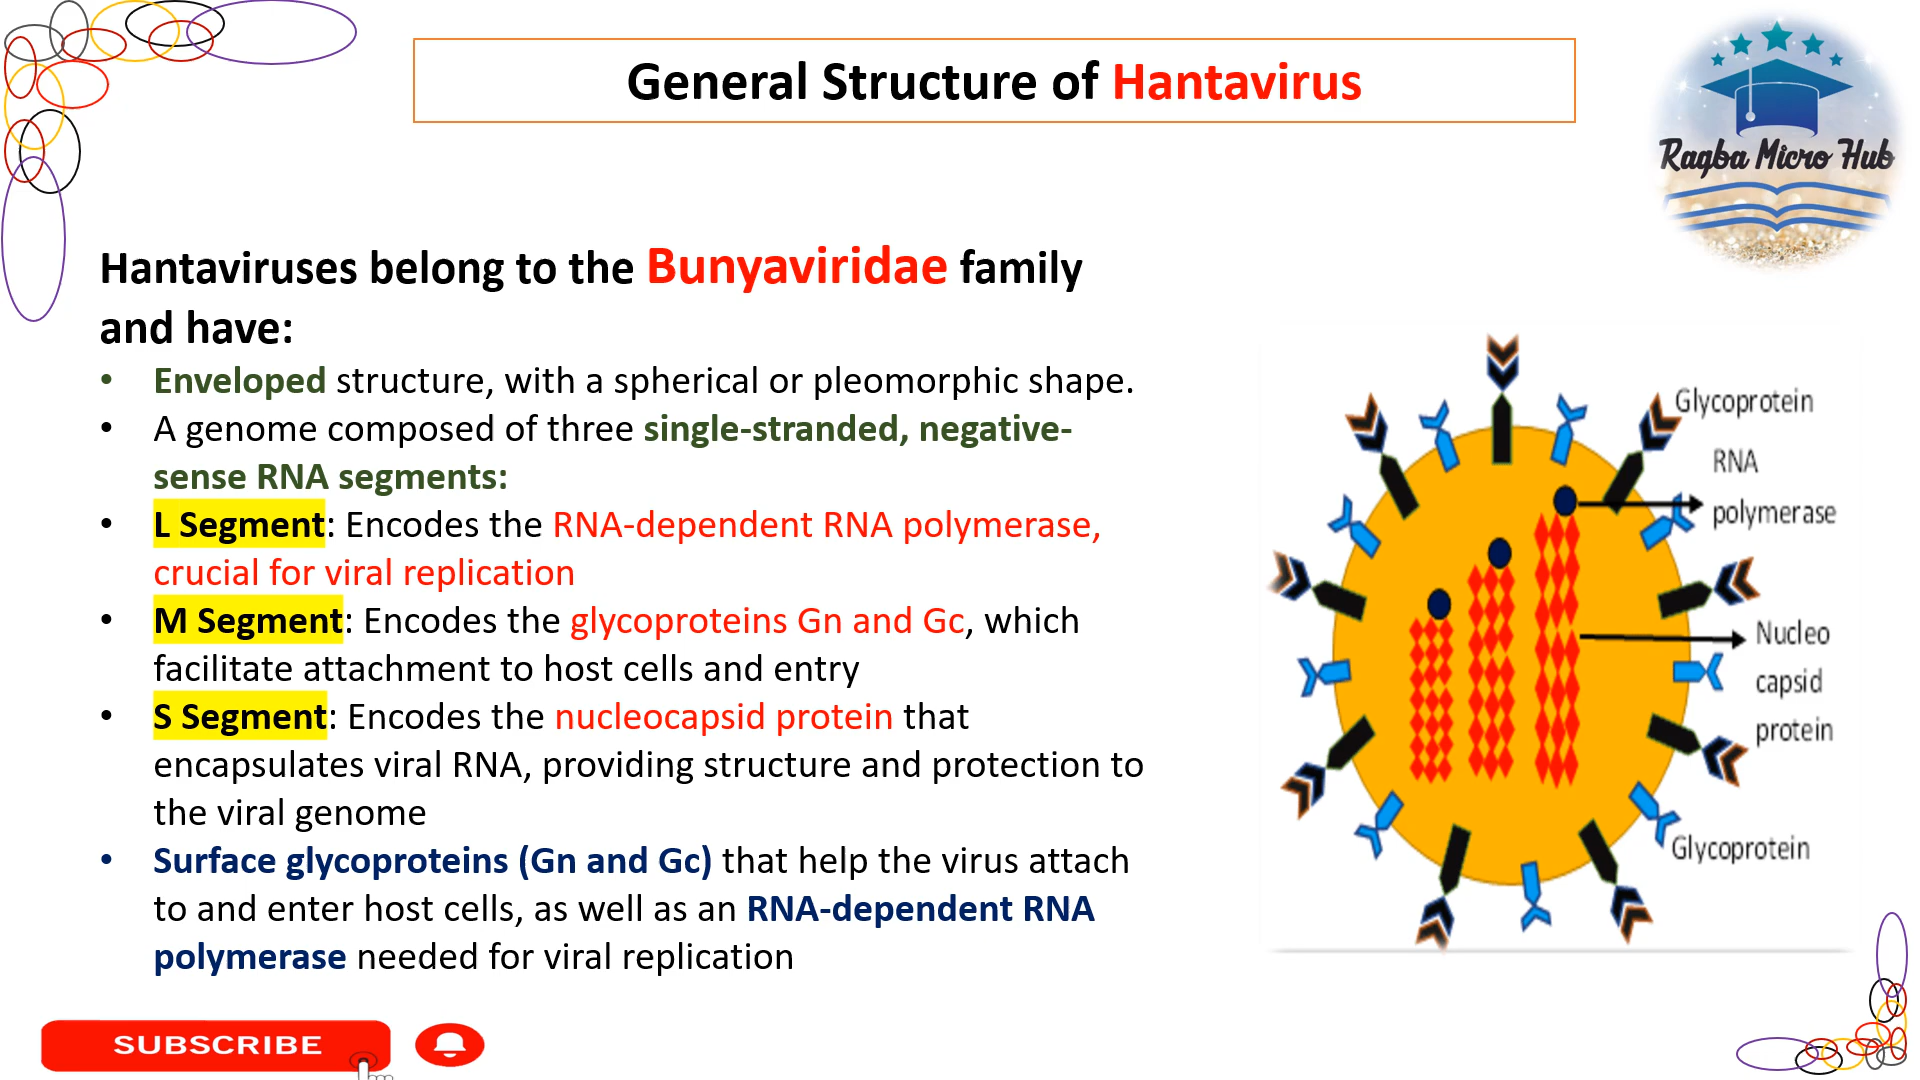 General Structure of Hantavirus
Ragba Micro Hub
Hantaviruses belong to the Bunyaviridae family
and have:
• Enveloped structure, with a spherical or pleomorphic shape.
• A genome composed of three single-stranded, negative-
sense RNA segments:
• L Segment: Encodes the RNA-dependent RNA polymerase,
crucial for viral replication
• M Segment: Encodes the glycoproteins Gn and Gc, which
facilitate attachment to host cells and entry
• S Segment: Encodes the nucleocapsid protein that
encapsulates viral RNA, providing structure and protection to
the viral genome
• Surface glycoproteins (Gn and Gc) that help the virus attach
to and enter host cells, as well as an RNA-dependent RNA
polymerase needed for viral replication
Glycoprotein
RNA
polymerase
Nucleo
capsid
protein
Glycoprotein
SUBSCRIBE